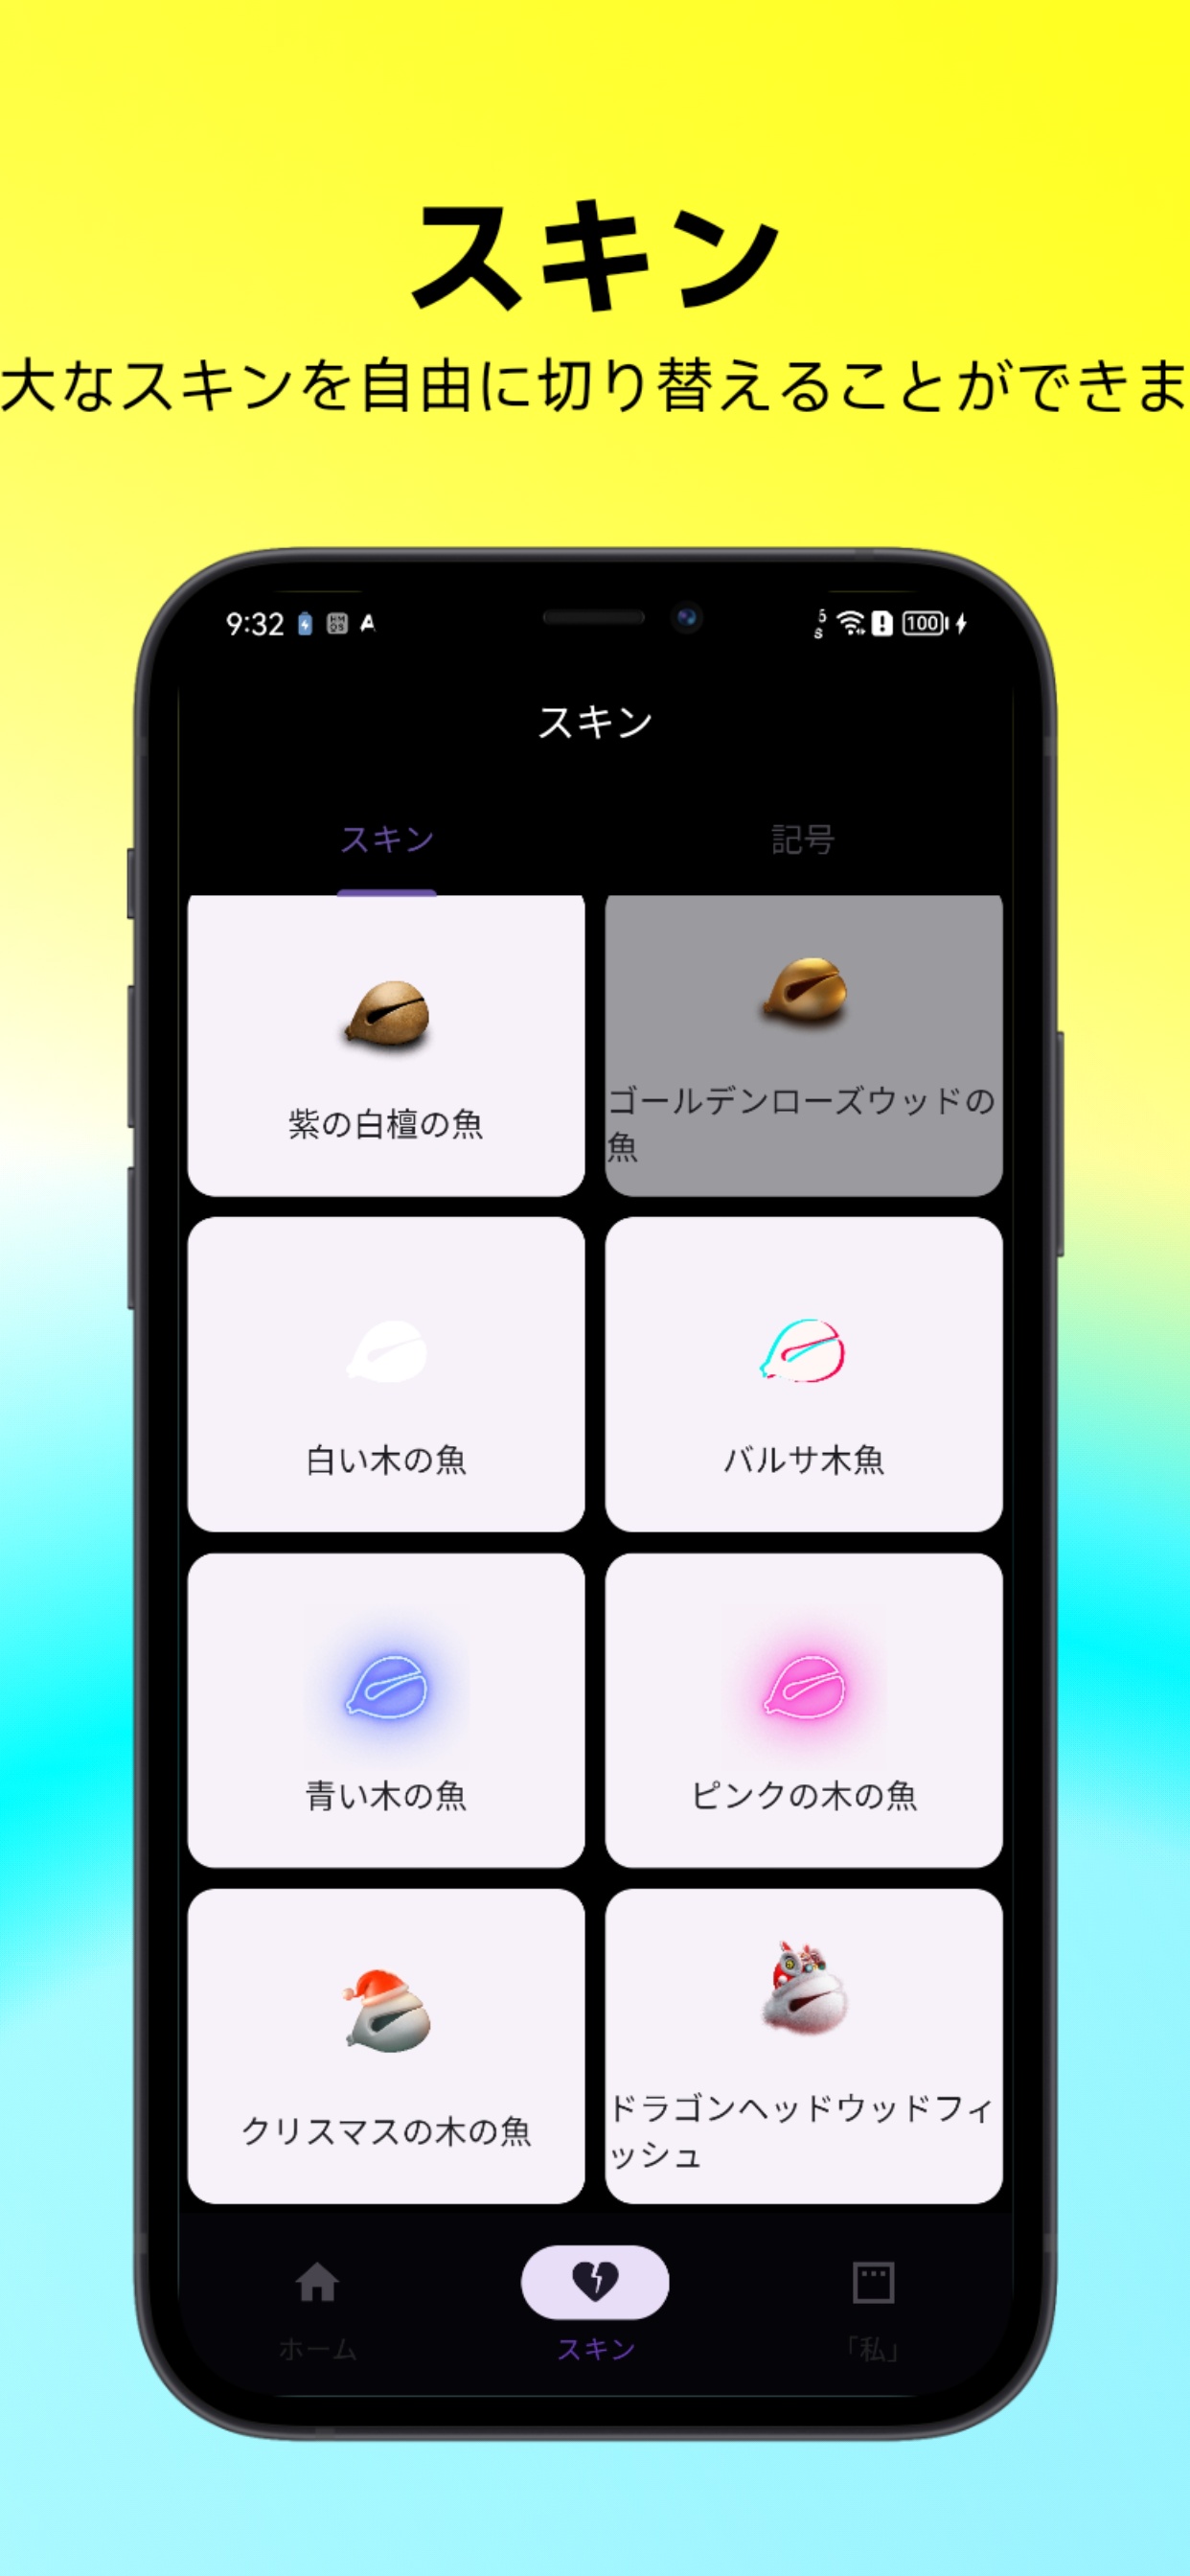 スキン
大なスキンを自由に切り替えることができま
9:32
100
スキン
スキン
記号
紫の白檀の魚
ゴールデンローズウッドの
魚
白い木の魚
バルサ木魚
青い木の魚
ピンクの木の魚
クリスマスの木の魚
ドラゴンヘッドウッドフィ
ッシュ
ホーム
スキン
「私」